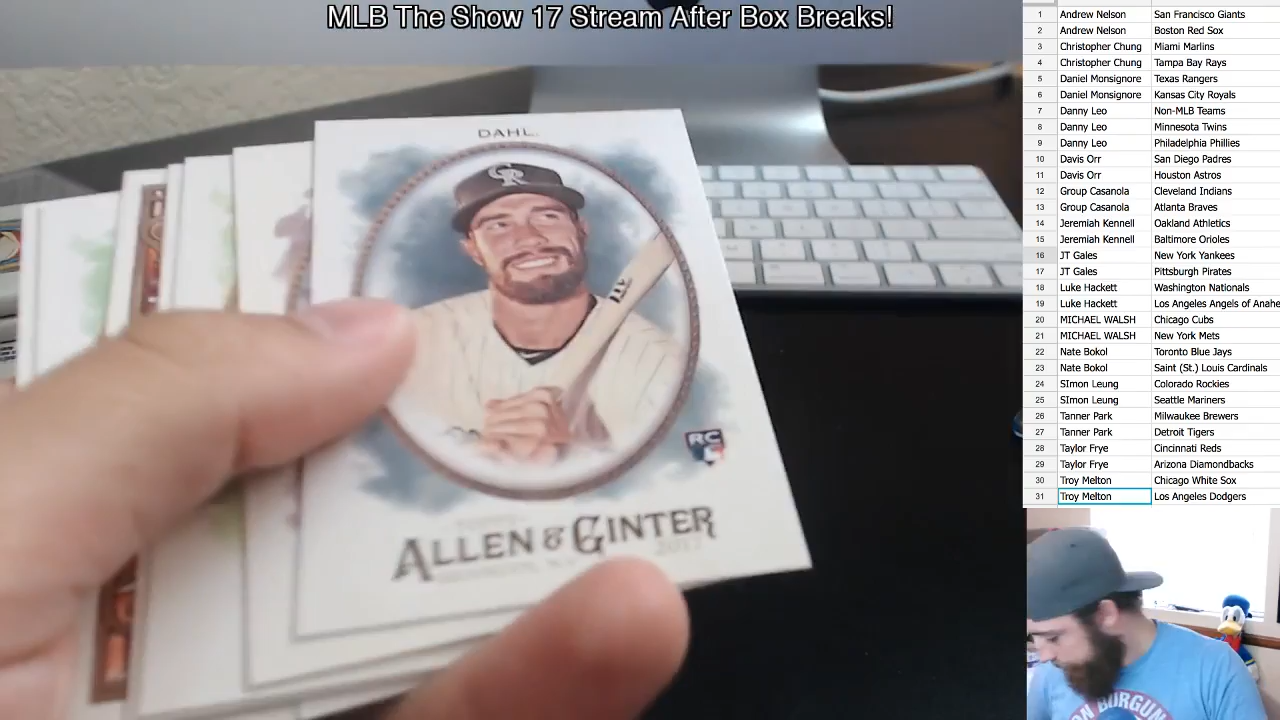 MLB The Show 17 Stream After Box Breaks!
DAHL
CR
RC
ALLEN & GINTER
2017
1 Andrew Nelson San Francisco Giants
2 Andrew Nelson Boston Red Sox
3 Christopher Chung Miami Marlins
4 Christopher Chung Tampa Bay Rays
5 Daniel Monsignore Texas Rangers
6 Daniel Monsignore Kansas City Royals
7 Danny Leo Non-MLB Teams
8 Danny Leo Minnesota Twins
9 Danny Leo Philadelphia Phillies
10 Davis Orr San Diego Padres
11 Davis Orr Houston Astros
12 Group Casanola Cleveland Indians
13 Group Casanola Atlanta Braves
14 Jeremiah Kennell Oakland Athletics
15 Jeremiah Kennell Baltimore Orioles
16 JT Gales New York Yankees
17 JT Gales Pittsburgh Pirates
18 Luke Hackett Washington Nationals
19 Luke Hackett Los Angeles Angels of Anahe
20 MICHAEL WALSH Chicago Cubs
21 MICHAEL WALSH New York Mets
22 Nate Bokol Toronto Blue Jays
23 Nate Bokol Saint (St.) Louis Cardinals
24 SImon Leung Colorado Rockies
25 SImon Leung Seattle Mariners
26 Tanner Park Milwaukee Brewers
27 Tanner Park Detroit Tigers
28 Taylor Frye Cincinnati Reds
29 Taylor Frye Arizona Diamondbacks
30 Troy Melton Chicago White Sox
31 Troy Melton Los Angeles Dodgers
BURGUN